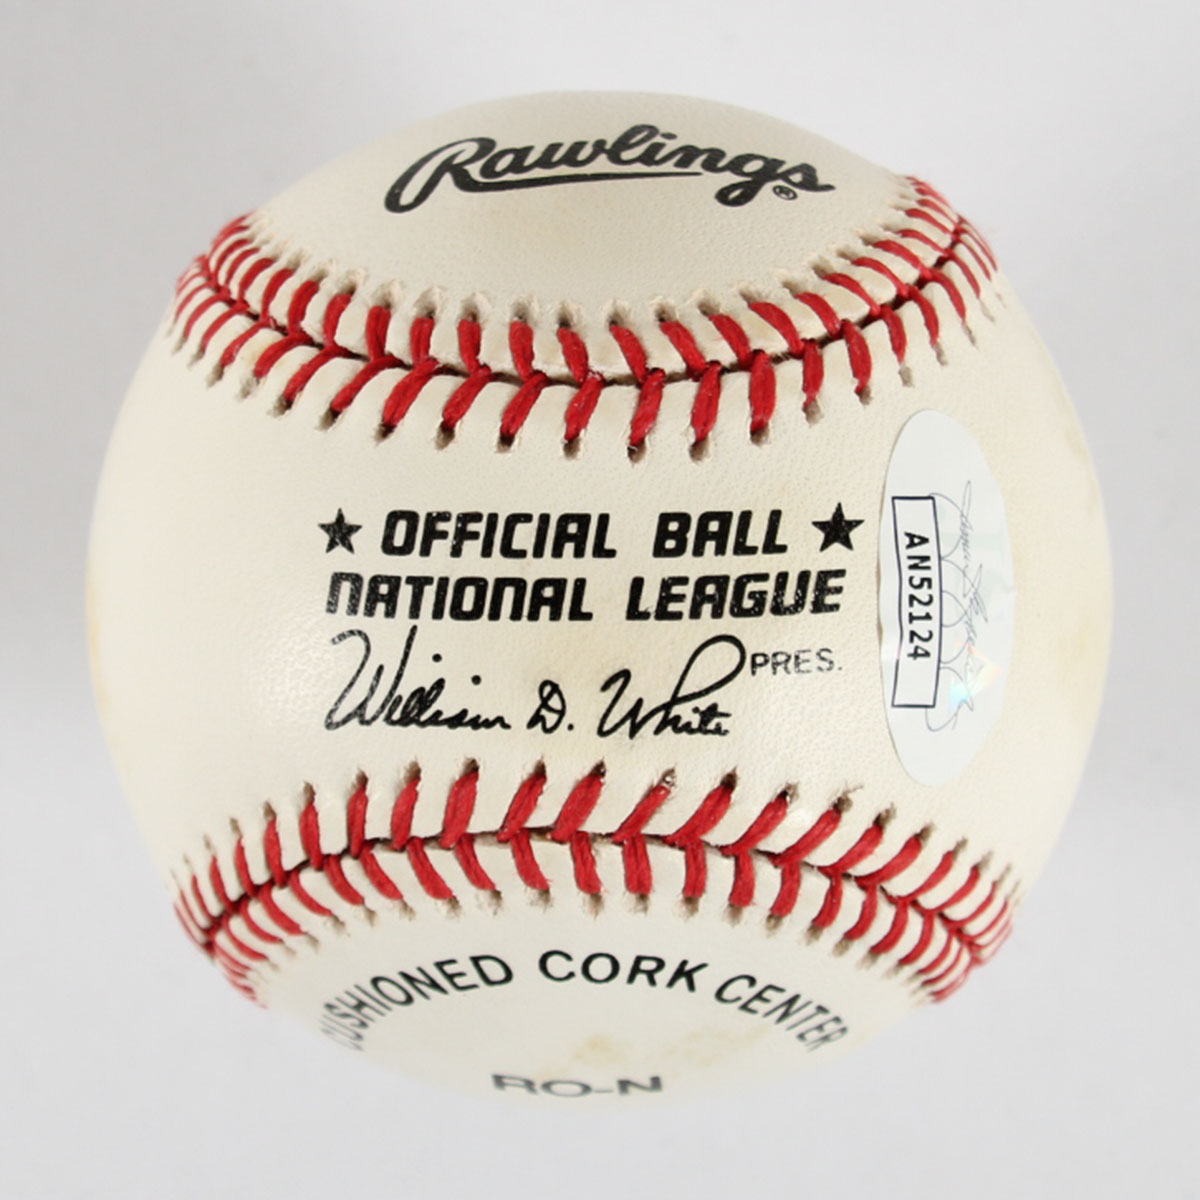 Rawlings®
★ OFFICIAL BALL ★
NATIONAL LEAGUE
William D. White PRES.
AN52124
CUSHIONED CORK CENTER
RO-N